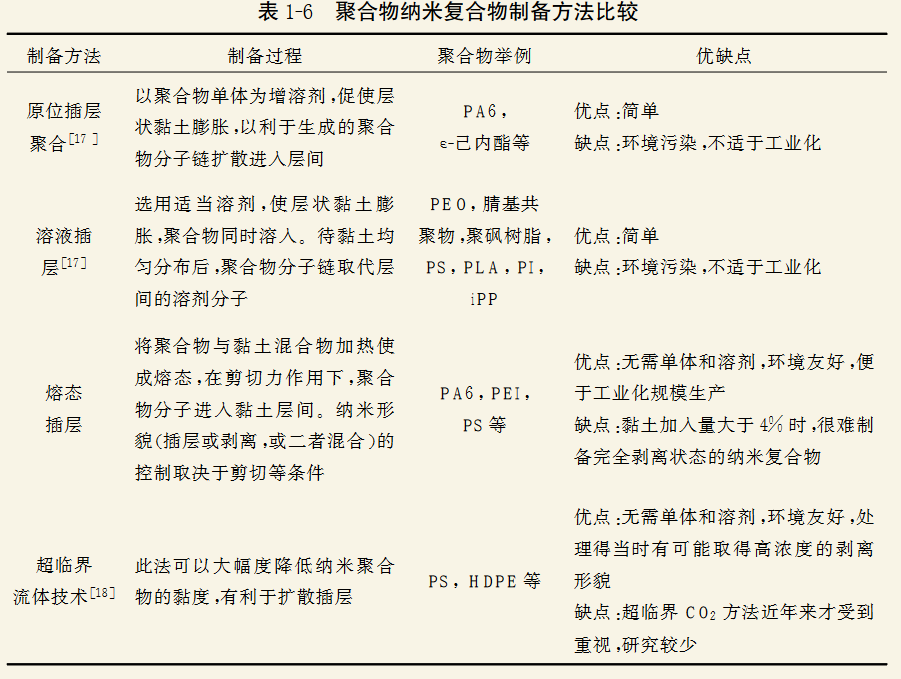 表 1-6 聚合物纳米复合物制备方法比较
制备方法 制备过程 聚合物举例 优缺点
原位插层
聚合[17]
以聚合物单体为增溶剂,促使层
状黏土膨胀,以利于生成的聚合
物分子链扩散进入层间
PA6,
ε-己内酯等
优点:简单
缺点:环境污染,不适于工业化
溶液插
层[17]
选用适当溶剂,使层状黏土膨
胀,聚合物同时溶入。待黏土均
匀分布后,聚合物分子链取代层
间的溶剂分子
PEO,腈基共
聚物,聚砜树脂,
PS,PLA,PI,
iPP
优点:简单
缺点:环境污染,不适于工业化
熔态
插层
将聚合物与黏土混合物加热使
成熔态,在剪切力作用下,聚合
物分子进入黏土层间。纳米形
貌(插层或剥离,或二者混合)的
控制取决于剪切等条件
PA6,PEI,
PS等
优点:无需单体和溶剂,环境友好,便
于工业化规模生产
缺点:黏土加入量大于4%时,很难制
备完全剥离状态的纳米复合物
超临界
流体技术[18]
此法可以大幅度降低纳米聚合
物的黏度,有利于扩散插层
PS,HDPE等
优点:无需单体和溶剂,环境友好,处
理得当时有可能取得高浓度的剥离
形貌
缺点:超临界CO₂方法近年来才受到
重视,研究较少